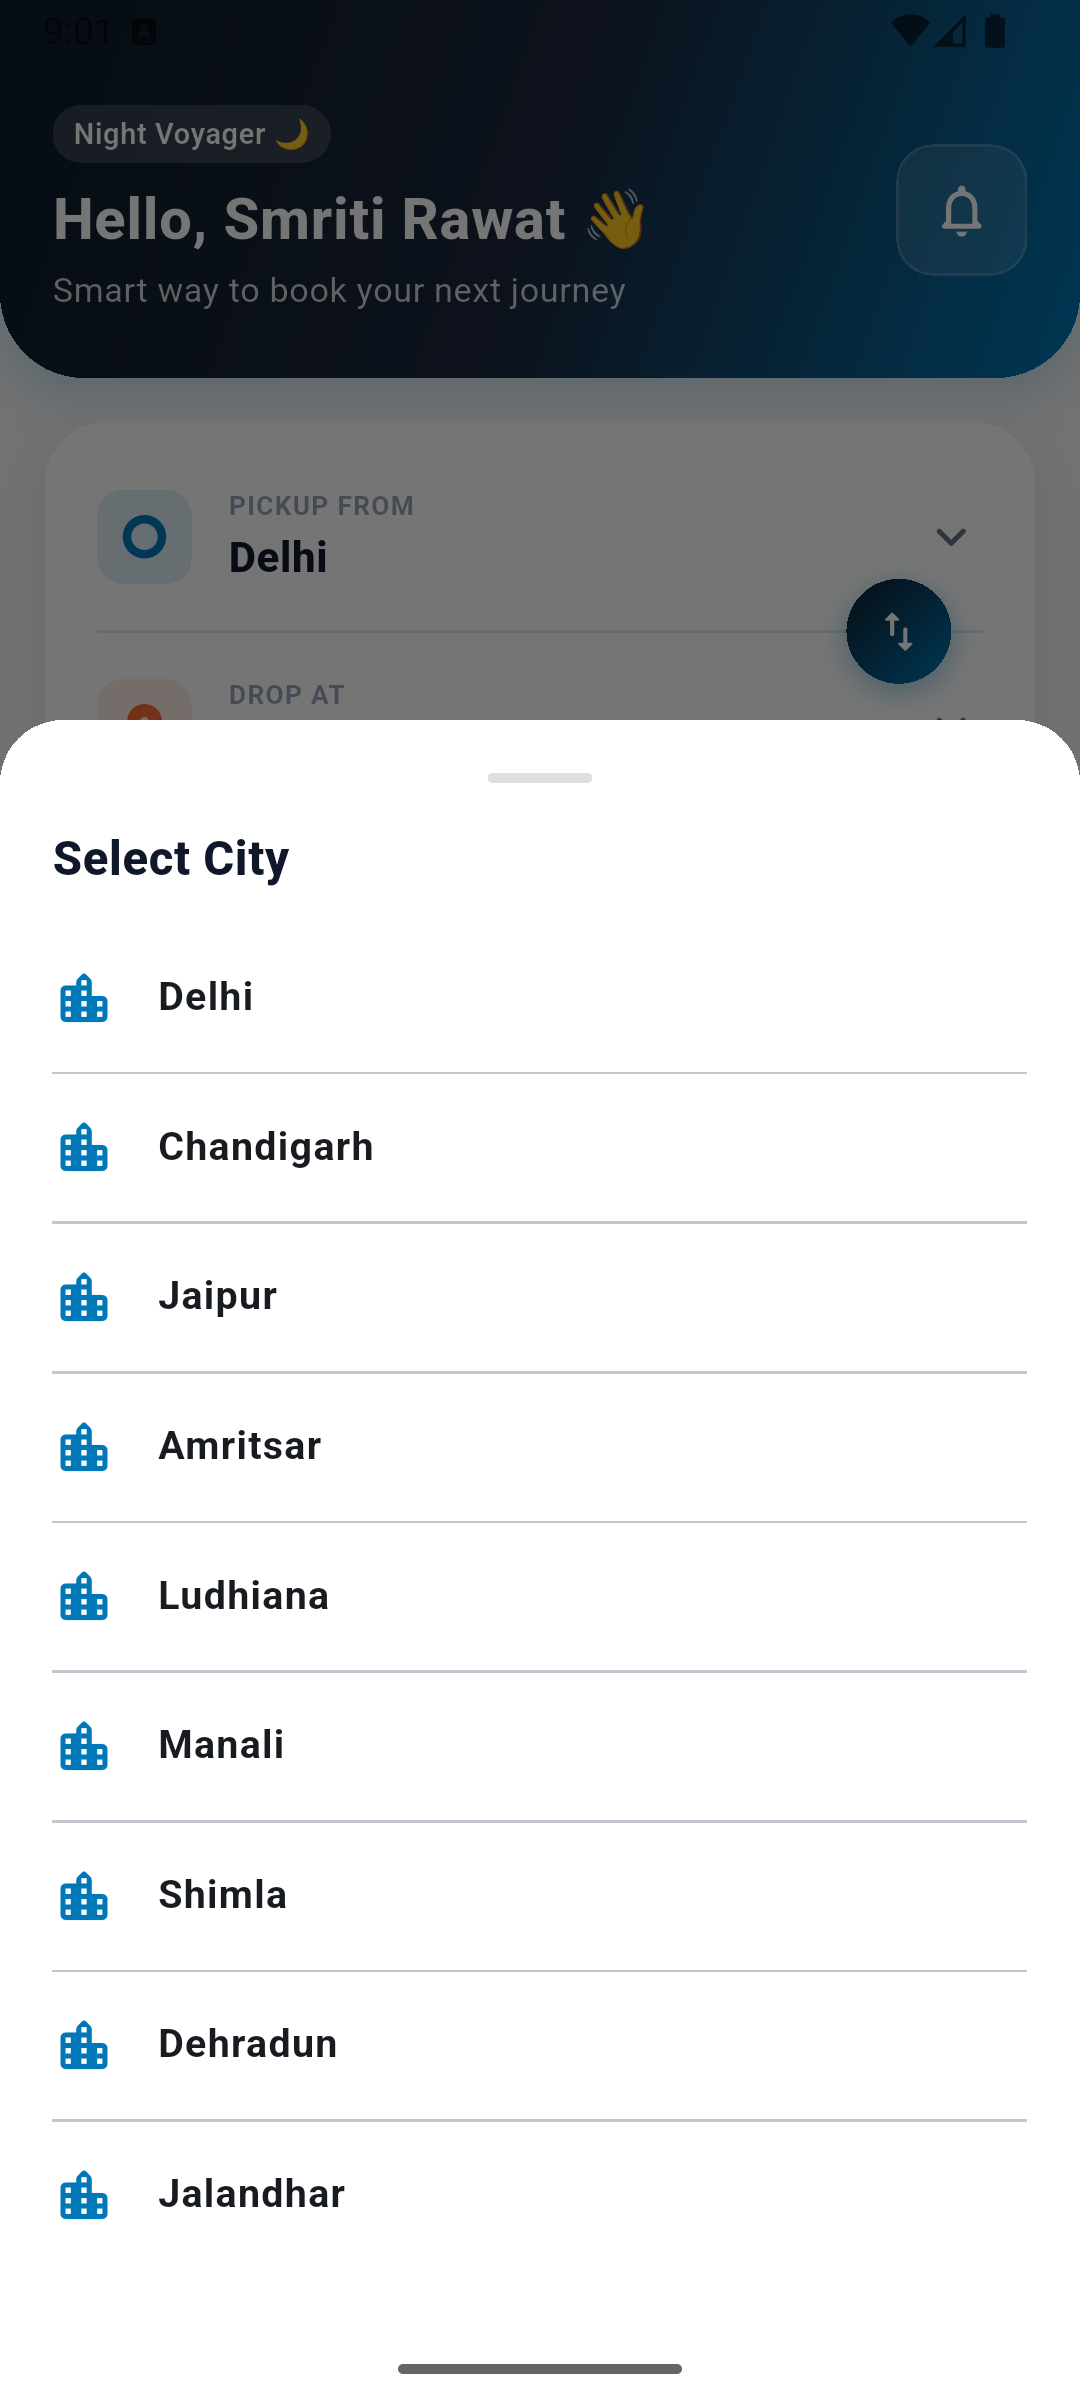 9:01
Night Voyager 🌙
Hello, Smriti Rawat 👋
Smart way to book your next journey
PICKUP FROM
Delhi
DROP AT
Select City
Delhi
Chandigarh
Jaipur
Amritsar
Ludhiana
Manali
Shimla
Dehradun
Jalandhar